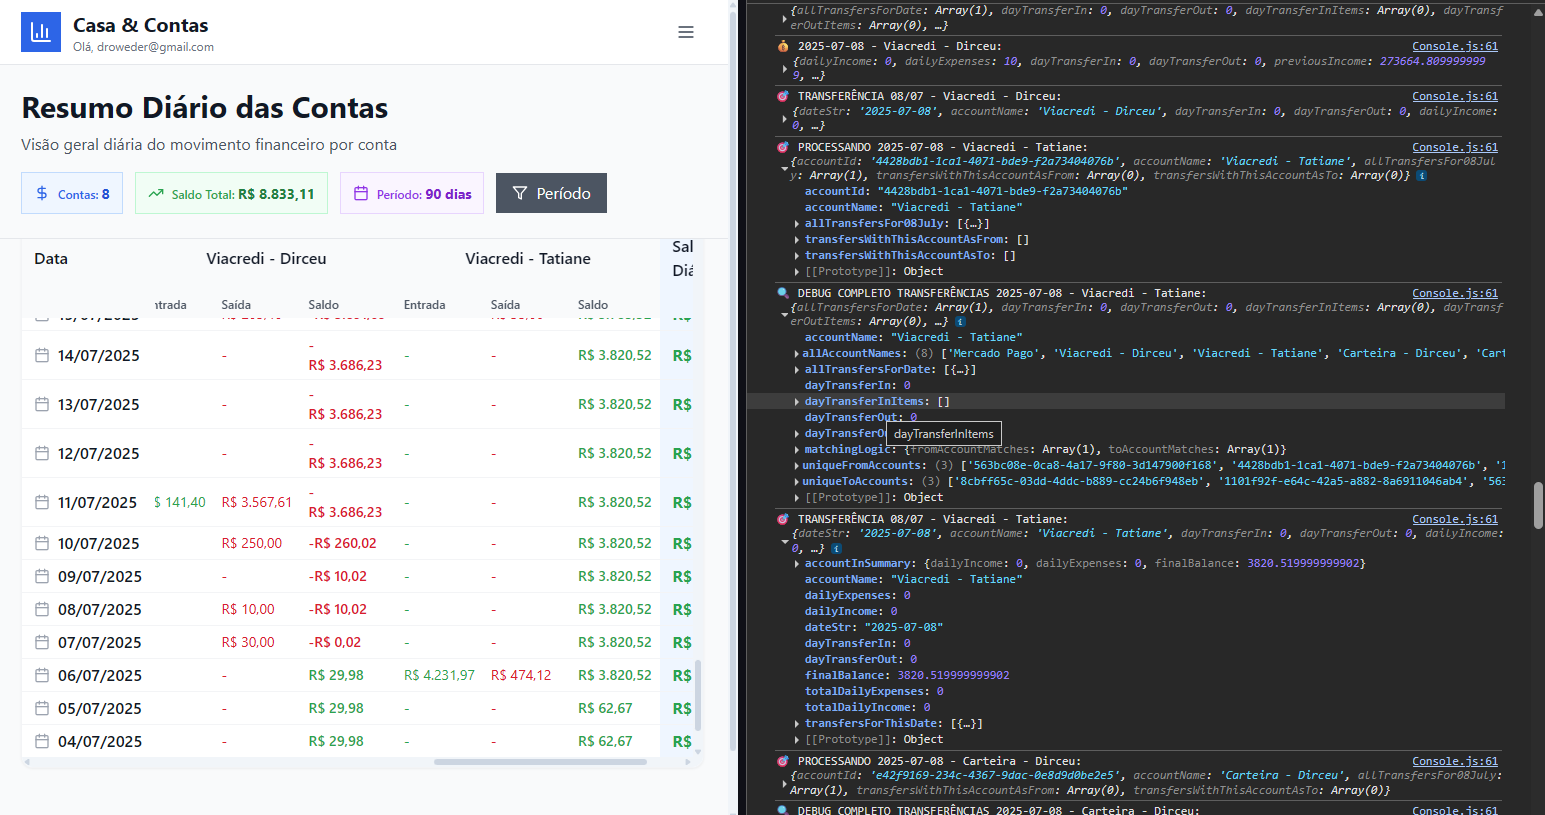 Casa & Contas
Olá, droweder@gmail.com
Resumo Diário das Contas
Visão geral diária do movimento financeiro por conta
Contas: 8
Saldo Total: R$ 8.833,11
Período: 90 dias
Período
Data Viacredi - Dirceu Viacredi - Tatiane Sal
Diá
ntrada Saída Saldo Entrada Saída Saldo
14/07/2025 - -R$ 3.686,23 - - R$ 3.820,52 R$
13/07/2025 - -R$ 3.686,23 - - R$ 3.820,52 R$
12/07/2025 - -R$ 3.686,23 - - R$ 3.820,52 R$
11/07/2025 $ 141,40 R$ 3.567,61 -R$ 3.686,23 - - R$ 3.820,52 R$
10/07/2025 R$ 250,00 -R$ 260,02 - - R$ 3.820,52 R$
09/07/2025 - -R$ 10,02 - - R$ 3.820,52 R$
08/07/2025 R$ 10,00 -R$ 10,02 - - R$ 3.820,52 R$
07/07/2025 R$ 30,00 -R$ 0,02 - - R$ 3.820,52 R$
06/07/2025 - R$ 29,98 R$ 4.231,97 R$ 474,12 R$ 3.820,52 R$
05/07/2025 - R$ 29,98 - - R$ 62,67 R$
04/07/2025 - R$ 29,98 - - R$ 62,67 R$
{allTransfersForDate: Array(1), dayTransferIn: 0, dayTransferOut: 0, dayTransferInItems: Array(0), dayTransf
erOutItems: Array(0), …}
2025-07-08 - Viacredi - Dirceu: Console.js:61
{dailyIncome: 0, dailyExpenses: 10, dayTransferIn: 0, dayTransferOut: 0, previousIncome: 273664.809999999
9, …}
TRANSFERÊNCIA 08/07 - Viacredi - Dirceu: Console.js:61
{dateStr: '2025-07-08', accountName: 'Viacredi - Dirceu', dayTransferIn: 0, dayTransferOut: 0, dailyIncome:
0, …}
PROCESSANDO 2025-07-08 - Viacredi - Tatiane: Console.js:61
{accountId: '4428bdb1-1ca1-4071-bde9-f2a73404076b', accountName: 'Viacredi - Tatiane', allTransfersFor08Jul
y: Array(1), transfersWithThisAccountAsFrom: Array(0), transfersWithThisAccountAsTo: Array(0)} i
accountId: "4428bdb1-1ca1-4071-bde9-f2a73404076b"
accountName: "Viacredi - Tatiane"
allTransfersFor08July: [{…}]
transfersWithThisAccountAsFrom: []
transfersWithThisAccountAsTo: []
[[Prototype]]: Object
DEBUG COMPLETO TRANSFERÊNCIAS 2025-07-08 - Viacredi - Tatiane: Console.js:61
{allTransfersForDate: Array(1), dayTransferIn: 0, dayTransferOut: 0, dayTransferInItems: Array(0), dayTransf
erOutItems: Array(0), …} i
accountName: "Viacredi - Tatiane"
allAccountNames: (8) ['Mercado Pago', 'Viacredi - Dirceu', 'Viacredi - Tatiane', 'Carteira - Dirceu', 'Cart
allTransfersForDate: [{…}]
dayTransferIn: 0
dayTransferInItems: []
dayTransferOut: 0
dayTransferO
dayTransferInItems
matchingLogic: {fromAccountMatches: Array(1), toAccountMatches: Array(1)}
uniqueFromAccounts: (3) ['563bc08e-0ca8-4a17-9f80-3d147900f168', '4428bdb1-1ca1-4071-bde9-f2a73404076b', '1
uniqueToAccounts: (3) ['8cbff65c-03dd-4ddc-b889-cc24b6f948eb', '1101f92f-e64c-42a5-a882-8a6911046ab4', '563
[[Prototype]]: Object
TRANSFERÊNCIA 08/07 - Viacredi - Tatiane: Console.js:61
{dateStr: '2025-07-08', accountName: 'Viacredi - Tatiane', dayTransferIn: 0, dayTransferOut: 0, dailyIncome:
0, …} i
accountInSummary: {dailyIncome: 0, dailyExpenses: 0, finalBalance: 3820.519999999902}
accountName: "Viacredi - Tatiane"
dailyExpenses: 0
dailyIncome: 0
dateStr: "2025-07-08"
dayTransferIn: 0
dayTransferOut: 0
finalBalance: 3820.519999999902
totalDailyExpenses: 0
totalDailyIncome: 0
transfersForThisDate: [{…}]
[[Prototype]]: Object
PROCESSANDO 2025-07-08 - Carteira - Dirceu: Console.js:61
{accountId: 'e42f9169-234c-4367-9dac-0e8d9d0be2e5', accountName: 'Carteira - Dirceu', allTransfersFor08July:
Array(1), transfersWithThisAccountAsFrom: Array(0), transfersWithThisAccountAsTo: Array(0)}
DEBUG COMPLETO TRANSFERÊNCIAS 2025-07-08 - Carteira - Dirceu: Console.js:61